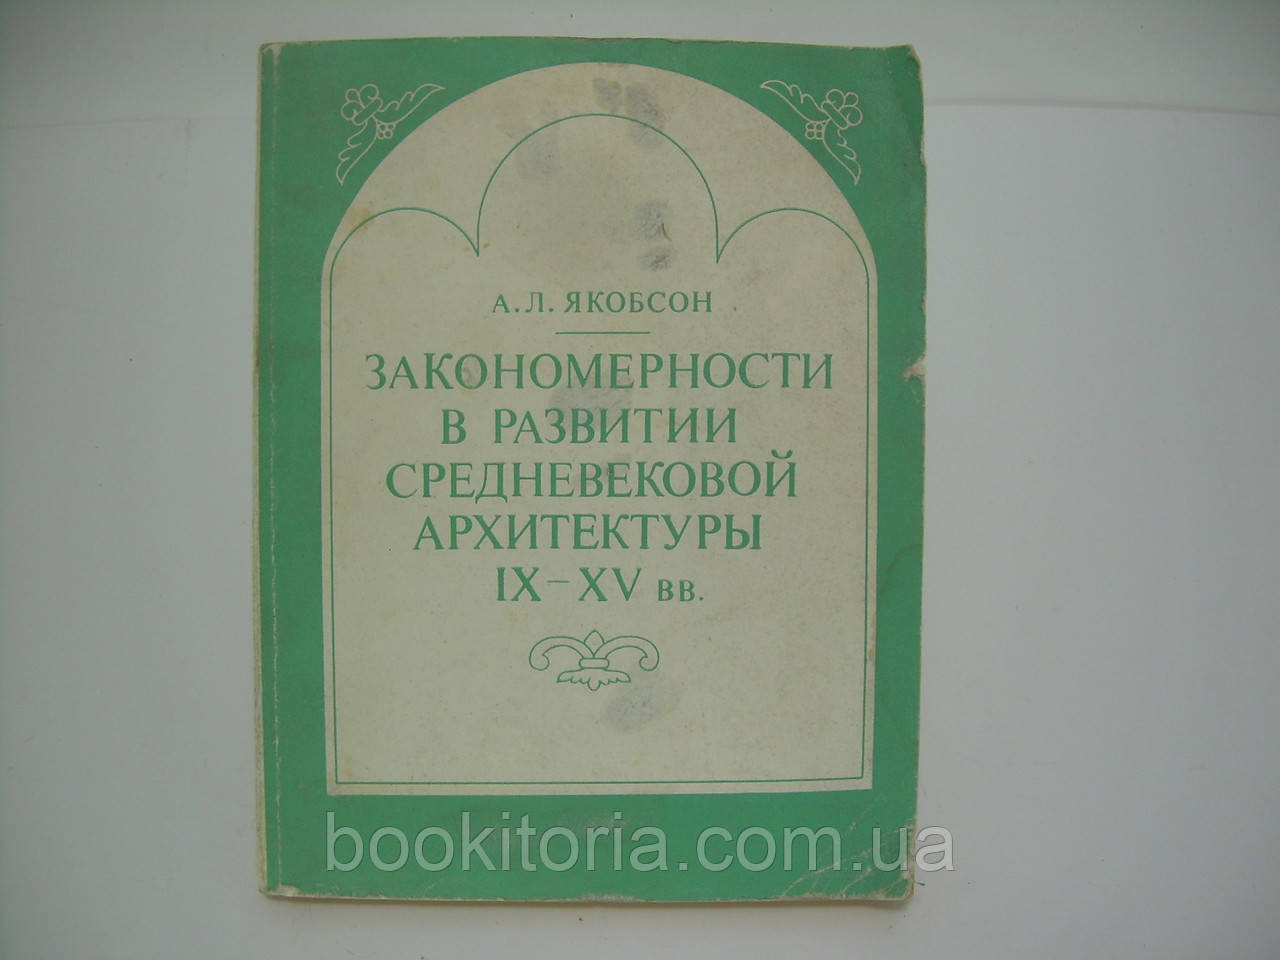 А. Л. ЯКОБСОН
ЗАКОНОМЕРНОСТИ
В РАЗВИТИИ
СРЕДНЕВЕКОВОЙ
АРХИТЕКТУРЫ
IX – XV вв.
bookitoria.com.ua